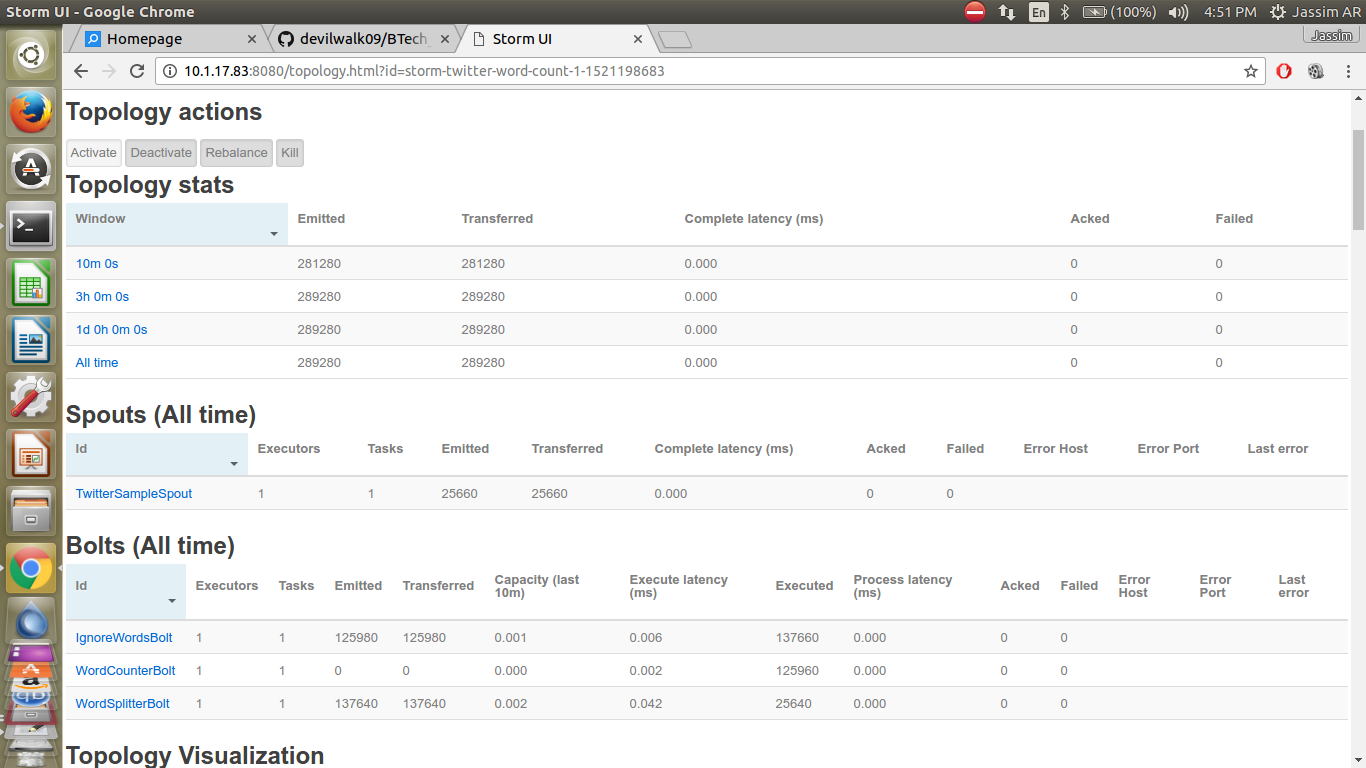 Storm UI - Google Chrome En (100%) 4:51 PM Jassim AR
Homepage devilwalk09/BTech Storm UI Jassim
10.1.17.83:8080/topology.html?id=storm-twitter-word-count-1-1521198683
Topology actions
Activate Deactivate Rebalance Kill
Topology stats
Window Emitted Transferred Complete latency (ms) Acked Failed
10m 0s 281280 281280 0.000 0 0
3h 0m 0s 289280 289280 0.000 0 0
1d 0h 0m 0s 289280 289280 0.000 0 0
All time 289280 289280 0.000 0 0
Spouts (All time)
Id Executors Tasks Emitted Transferred Complete latency (ms) Acked Failed Error Host Error Port Last error
TwitterSampleSpout 1 1 25660 25660 0.000 0 0
Bolts (All time)
Id Executors Tasks Emitted Transferred Capacity (last 10m) Execute latency (ms) Executed Process latency (ms) Acked Failed Error Host Error Port Last error
IgnoreWordsBolt 1 1 125980 125980 0.001 0.006 137660 0.000 0 0
WordCounterBolt 1 1 0 0 0.000 0.002 125960 0.000 0 0
WordSplitterBolt 1 1 137640 137640 0.002 0.042 25640 0.000 0 0
Topology Visualization